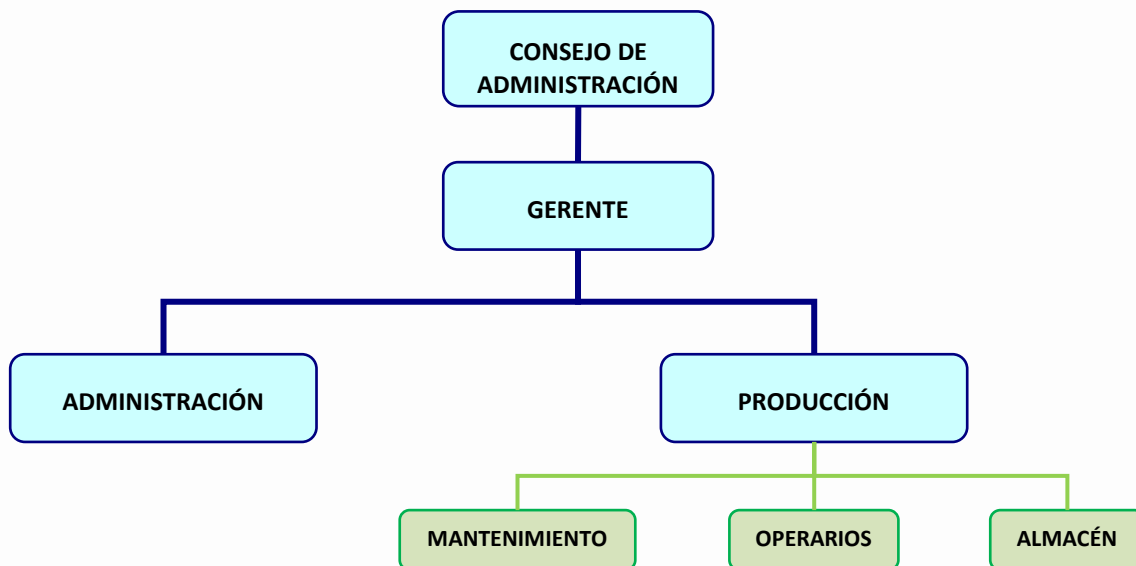 CONSEJO DE
ADMINISTRACIÓN
GERENTE
ADMINISTRACIÓN
PRODUCCIÓN
MANTENIMIENTO
OPERARIOS
ALMACÉN